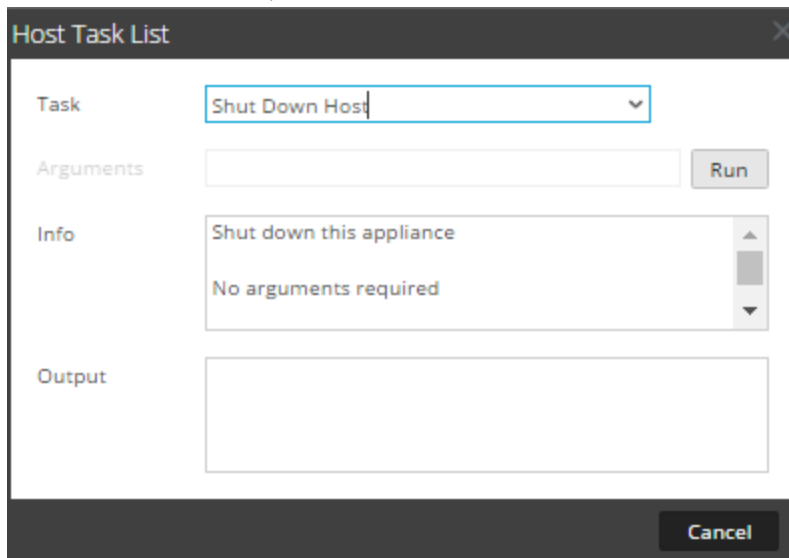 Host Task List
Task
Shut Down Host
Arguments
Run
Info
Shut down this appliance
No arguments required
Output
Cancel